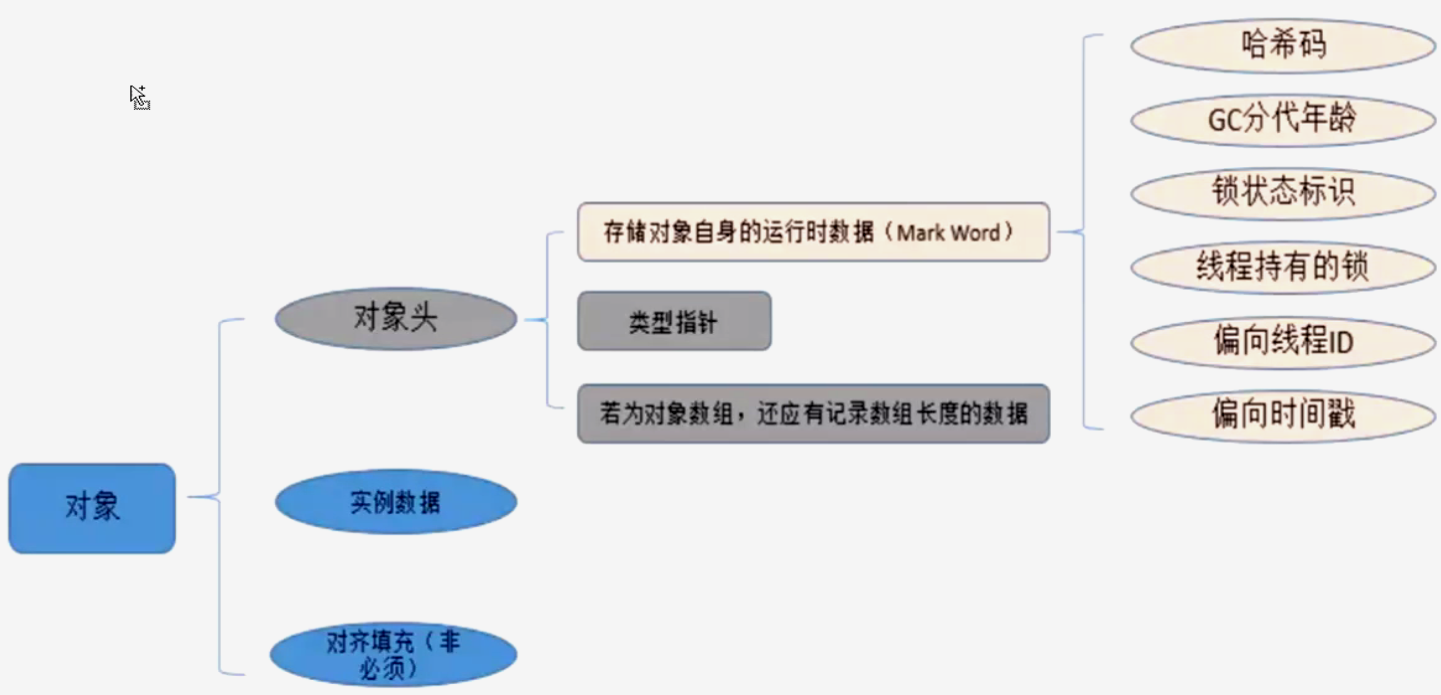 哈希码
GC分代年龄
锁状态标识
存储对象自身的运行时数据（Mark Word）
线程持有的锁
对象头
类型指针
偏向线程ID
若为对象数组，还应有记录数组长度的数据
偏向时间戳
对象
实例数据
对齐填充（非
必须）